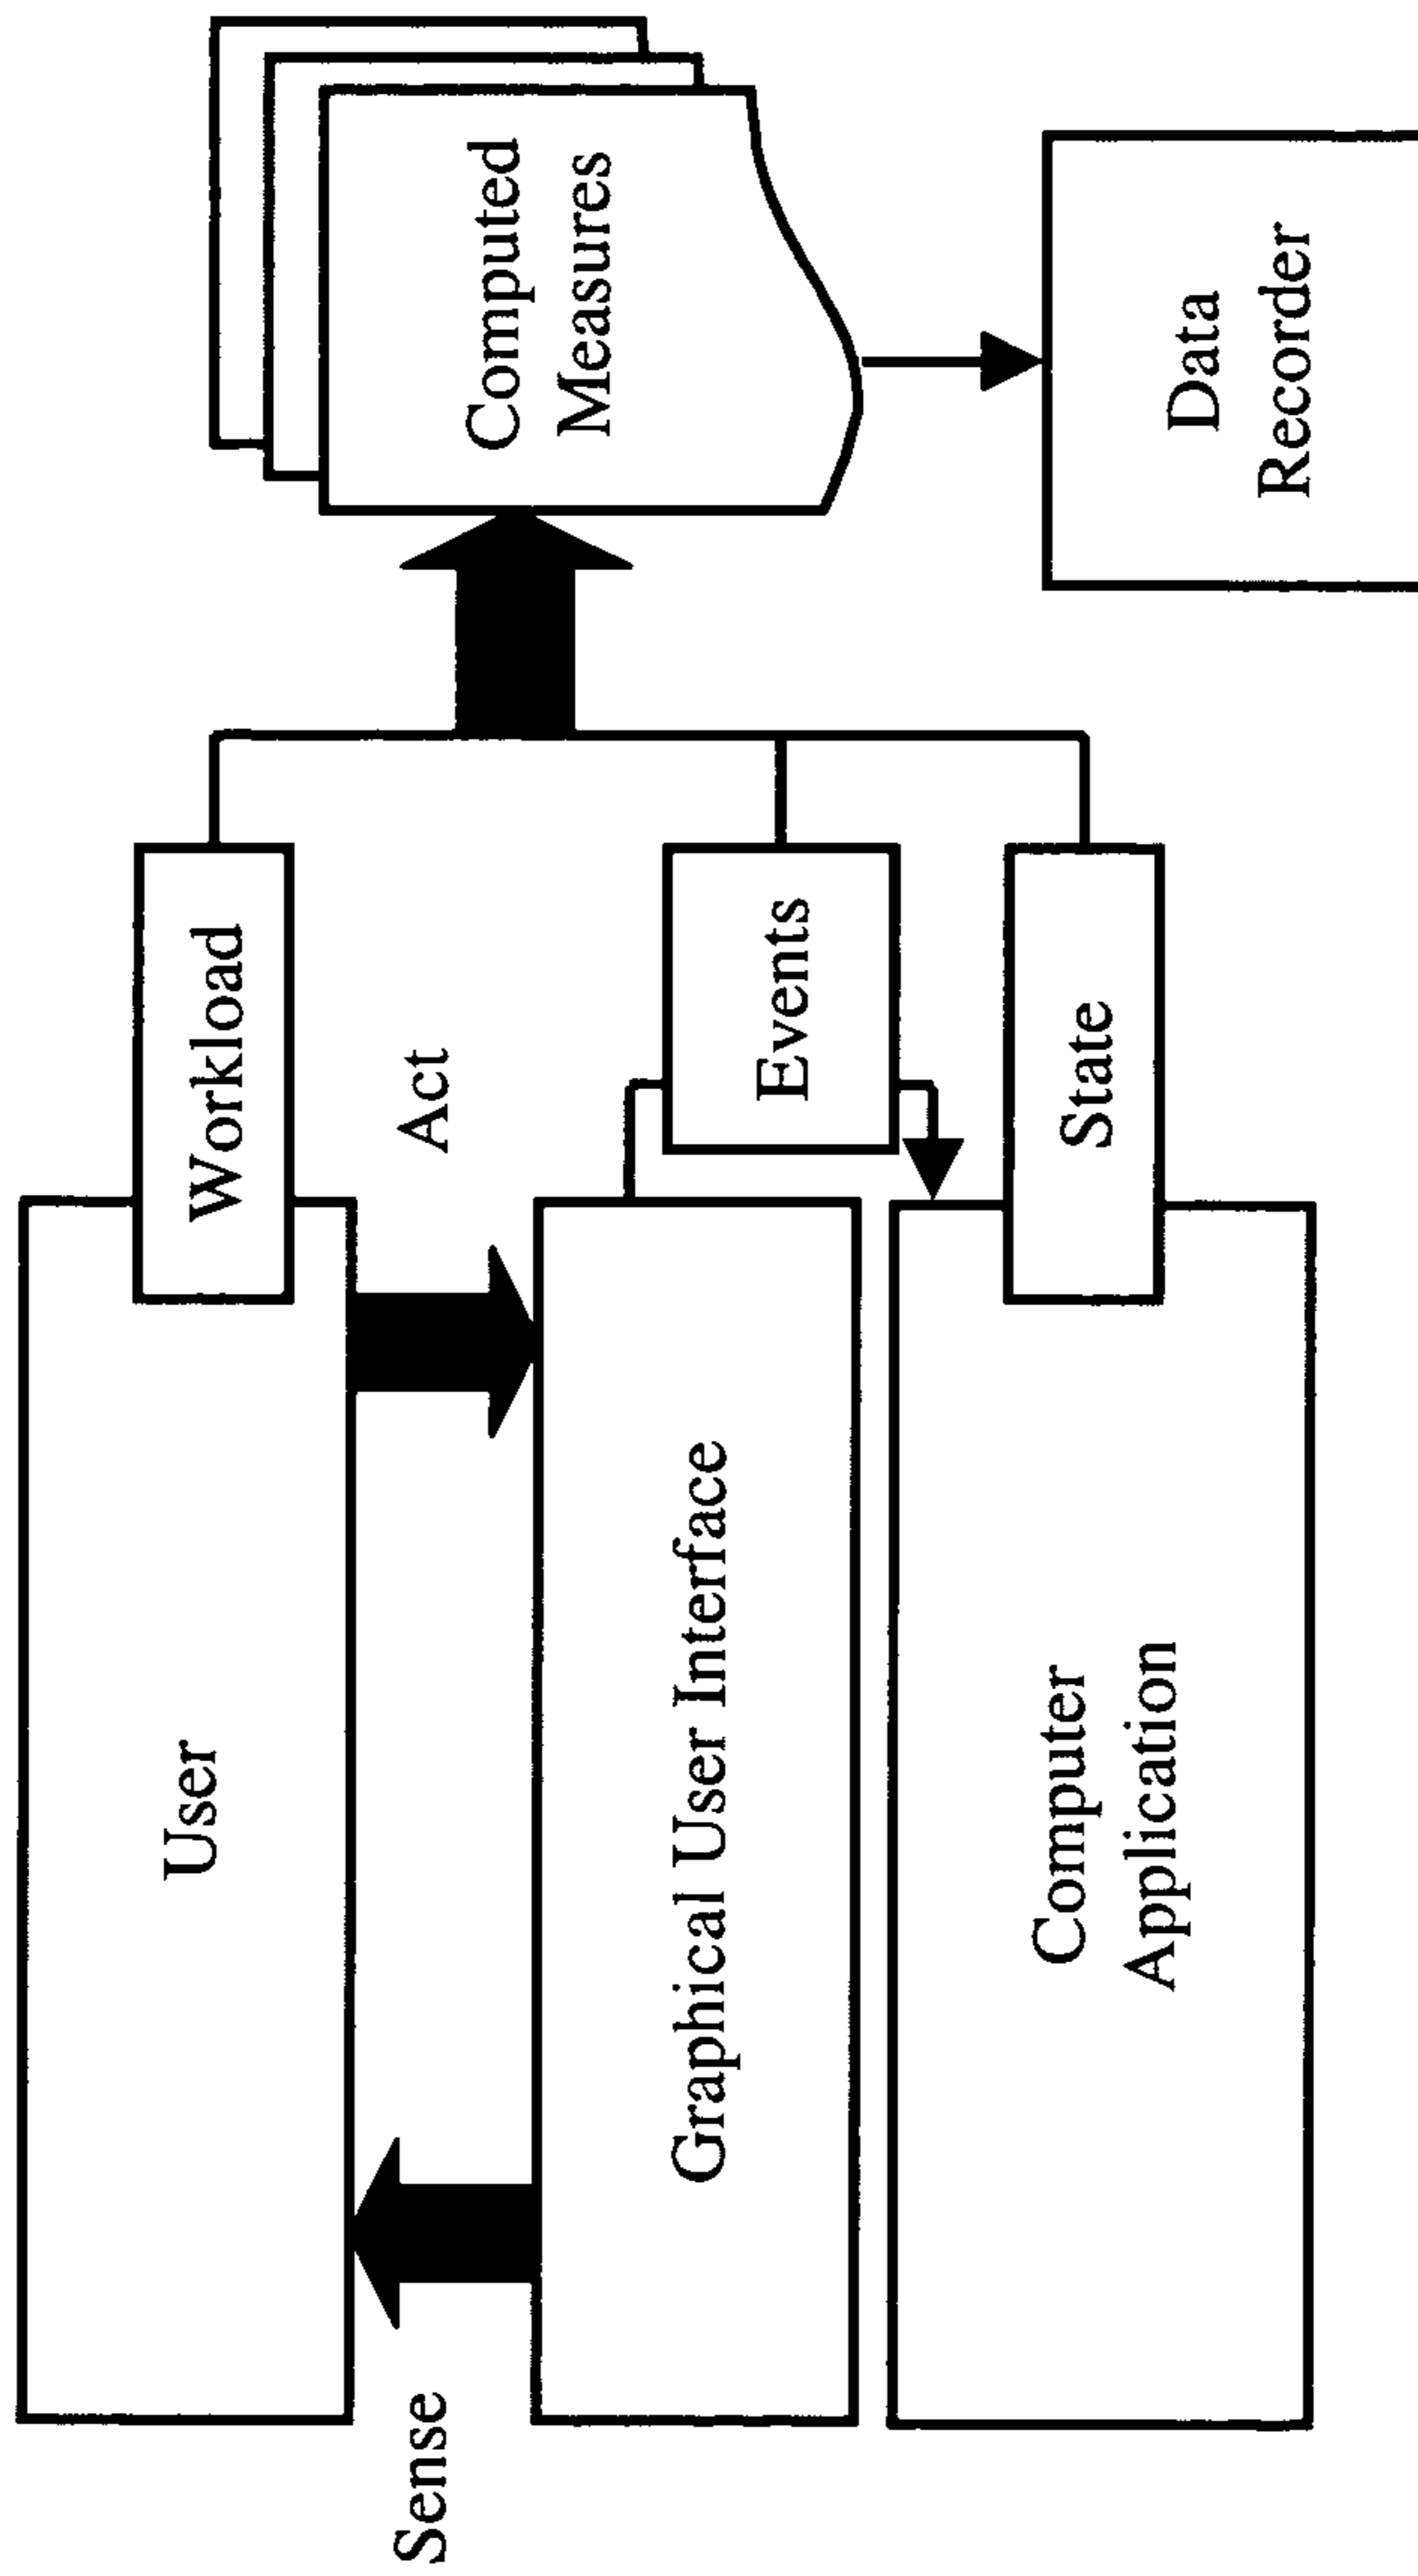 User
Workload
Sense
Act
Graphical User Interface
Events
Computer
Application
State
Computed
Measures
Data
Recorder